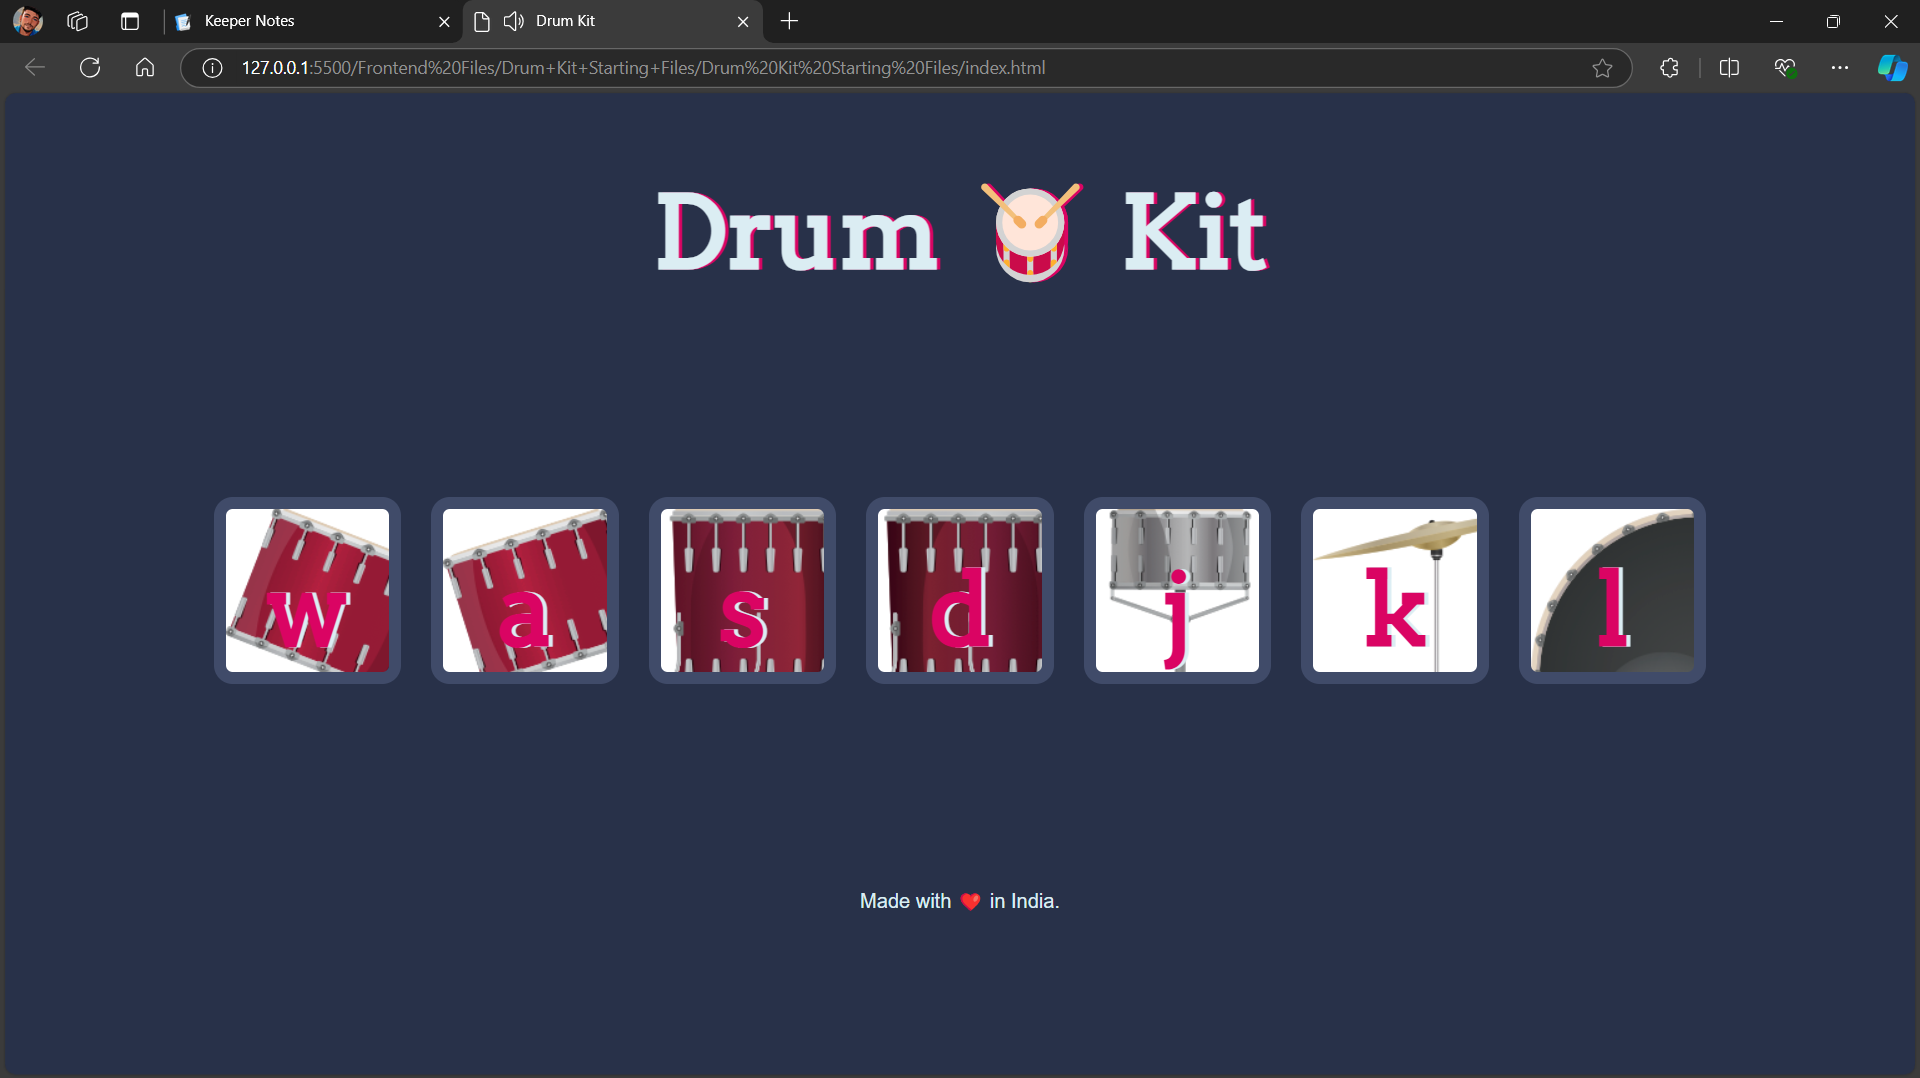 Keeper Notes
Drum Kit
127.0.0.1:5500/Frontend%20Files/Drum+Kit+Starting+Files/Drum%20Kit%20Starting%20Files/index.html
Drum 🥁 Kit
w a s d j k l
Made with ❤️ in India.